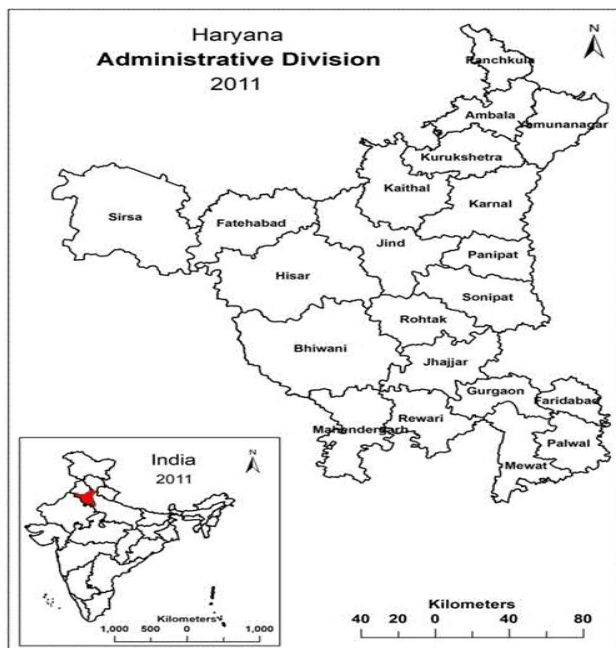 Haryana
Administrative Division
2011
N
Panchkula
Ambala
Yamunanagar
Kurukshetra
Kaithal
Karnal
Sirsa
Fatehabad
Jind
Panipat
Hisar
Sonipat
Rohtak
Bhiwani
Jhajjar
Gurgaon
Faridabad
Mahendergarh
Rewari
Palwal
Mewat
India
2011
N
Kilometers
1,000 500 0 1,000
Kilometers
40 20 0 40 80